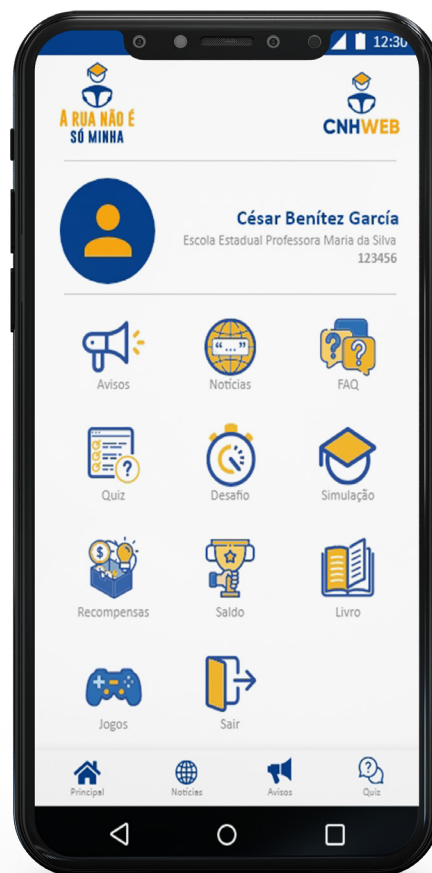 12:30
A RUA NÃO É
SÓ MINHA
CNHWEB
César Benítez García
Escola Estadual Professora Maria da Silva
123456
Avisos
Notícias
FAQ
Quiz
Desafio
Simulação
Recompensas
Saldo
Livro
Jogos
Sair
Principal
Notícias
Avisos
Quiz